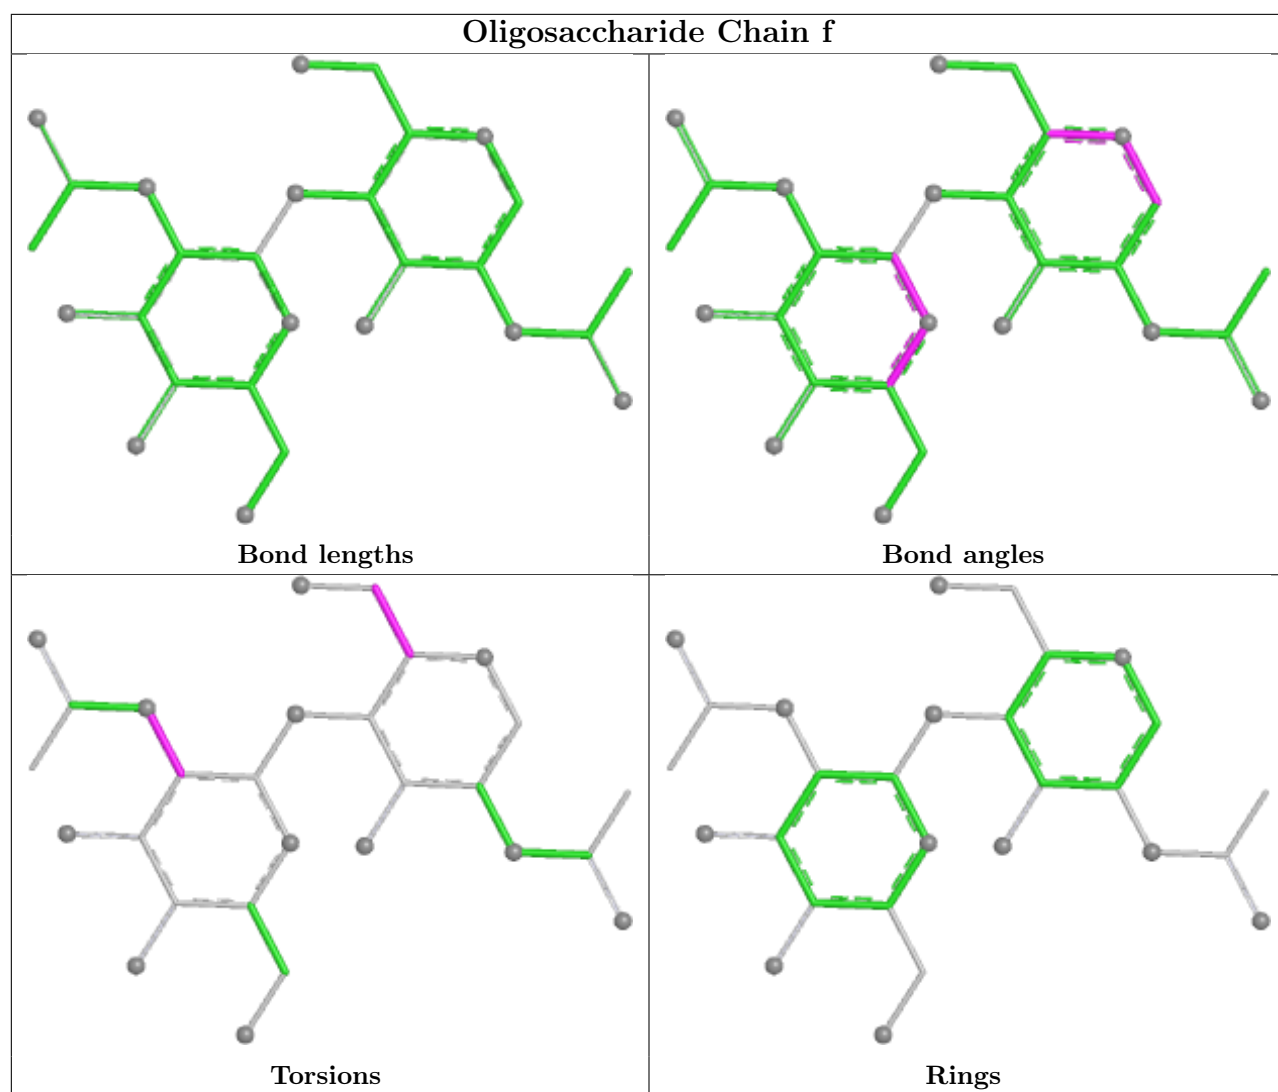 Oligosaccharide Chain f
Bond lengths
Bond angles
Torsions
Rings